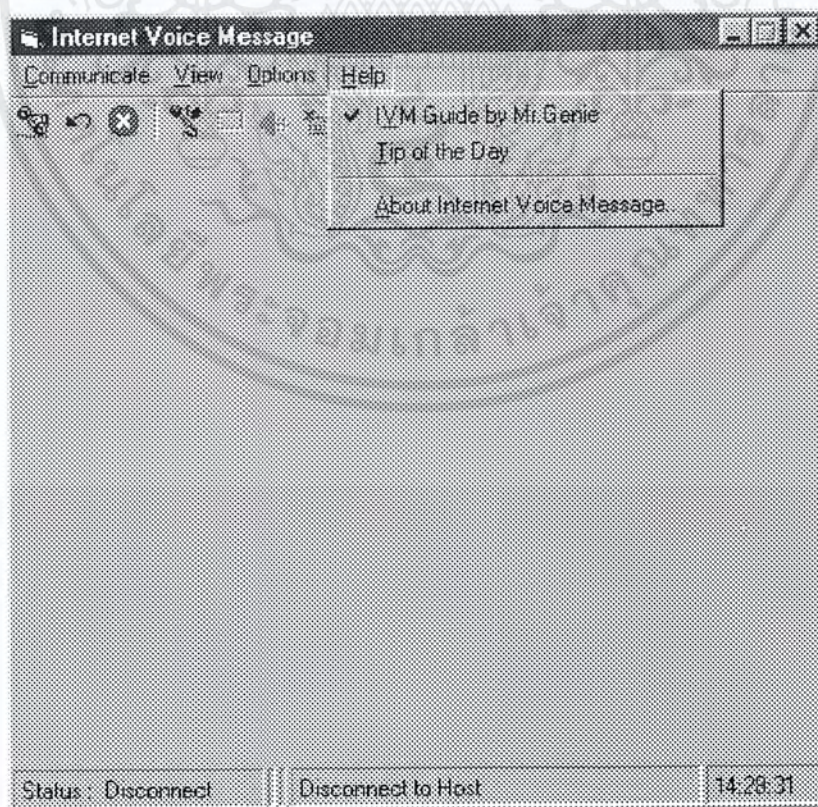 Internet Voice Message
Communicate View Options Help
IVM Guide by Mr.Genie
Tip of the Day
About Internet Voice Message.
Status : Disconnect
Disconnect to Host
14:28:31